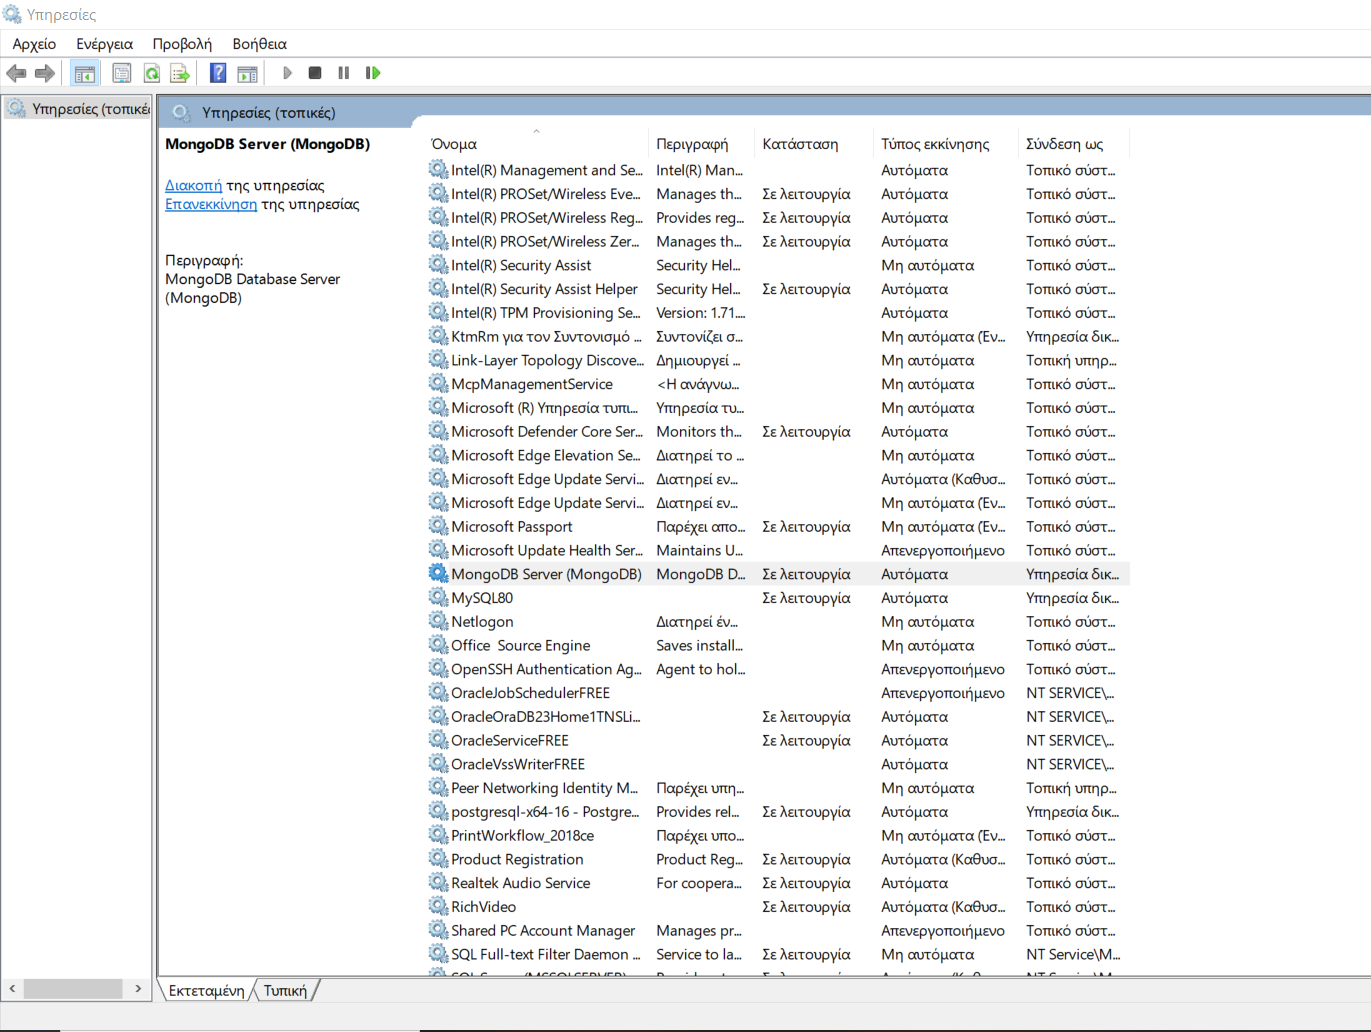 Υπηρεσίες
Αρχείο Ενέργεια Προβολή Βοήθεια
Υπηρεσίες (τοπικέ
Υπηρεσίες (τοπικές)
MongoDB Server (MongoDB)
Διακοπή της υπηρεσίας
Επανεκκίνηση της υπηρεσίας
Περιγραφή:
MongoDB Database Server
(MongoDB)
Όνομα Περιγραφή Κατάσταση Τύπος εκκίνησης Σύνδεση ως
Intel(R) Management and Se... Intel(R) Man... Αυτόματα Τοπικό σύστ...
Intel(R) PROSet/Wireless Eve... Manages th... Σε λειτουργία Αυτόματα Τοπικό σύστ...
Intel(R) PROSet/Wireless Reg... Provides reg... Σε λειτουργία Αυτόματα Τοπικό σύστ...
Intel(R) PROSet/Wireless Zer... Manages th... Σε λειτουργία Αυτόματα Τοπικό σύστ...
Intel(R) Security Assist Security Hel... Μη αυτόματα Τοπικό σύστ...
Intel(R) Security Assist Helper Security Hel... Σε λειτουργία Αυτόματα Τοπικό σύστ...
Intel(R) TPM Provisioning Se... Version: 1.71.... Αυτόματα Τοπικό σύστ...
KtmRm για τον Συντονισμό ... Συντονίζει σ... Μη αυτόματα (Έν... Υπηρεσία δικ...
Link-Layer Topology Discove... Δημιουργεί ... Μη αυτόματα Τοπική υπηρ...
McpManagementService <Η ανάγνω... Μη αυτόματα Τοπικό σύστ...
Microsoft (R) Υπηρεσία τυπι... Υπηρεσία τυ... Μη αυτόματα Τοπικό σύστ...
Microsoft Defender Core Ser... Monitors th... Σε λειτουργία Αυτόματα Τοπικό σύστ...
Microsoft Edge Elevation Se... Διατηρεί το ... Μη αυτόματα Τοπικό σύστ...
Microsoft Edge Update Servi... Διατηρεί εν... Αυτόματα (Καθυσ... Τοπικό σύστ...
Microsoft Edge Update Servi... Διατηρεί εν... Μη αυτόματα (Έν... Τοπικό σύστ...
Microsoft Passport Παρέχει απο... Σε λειτουργία Μη αυτόματα (Έν... Τοπικό σύστ...
Microsoft Update Health Ser... Maintains U... Απενεργοποιήμενο Τοπικό σύστ...
MongoDB Server (MongoDB) MongoDB D... Σε λειτουργία Αυτόματα Υπηρεσία δικ...
MySQL80 Σε λειτουργία Αυτόματα Υπηρεσία δικ...
Netlogon Διατηρεί έν... Μη αυτόματα Τοπικό σύστ...
Office  Source Engine Saves install... Μη αυτόματα Τοπικό σύστ...
OpenSSH Authentication Ag... Agent to hol... Απενεργοποιήμενο Τοπικό σύστ...
OracleJobSchedulerFREE Απενεργοποιήμενο NT SERVICE\...
OracleOraDB23Home1TNSLi... Σε λειτουργία Αυτόματα NT SERVICE\...
OracleServiceFREE Σε λειτουργία Αυτόματα NT SERVICE\...
OracleVssWriterFREE Αυτόματα NT SERVICE\...
Peer Networking Identity M... Παρέχει υπη... Μη αυτόματα Τοπική υπηρ...
postgresql-x64-16 - Postgre... Provides rel... Σε λειτουργία Αυτόματα Υπηρεσία δικ...
PrintWorkflow_2018ce Παρέχει υπο... Μη αυτόματα (Έν... Τοπικό σύστ...
Product Registration Product Reg... Σε λειτουργία Αυτόματα (Καθυσ... Τοπικό σύστ...
Realtek Audio Service For coopera... Σε λειτουργία Αυτόματα Τοπικό σύστ...
RichVideo Σε λειτουργία Αυτόματα (Καθυσ... Τοπικό σύστ...
Shared PC Account Manager Manages pr... Απενεργοποιήμενο Τοπικό σύστ...
SQL Full-text Filter Daemon ... Service to la... Σε λειτουργία Μη αυτόματα NT Service\M...
Εκτεταμένη Τυπική